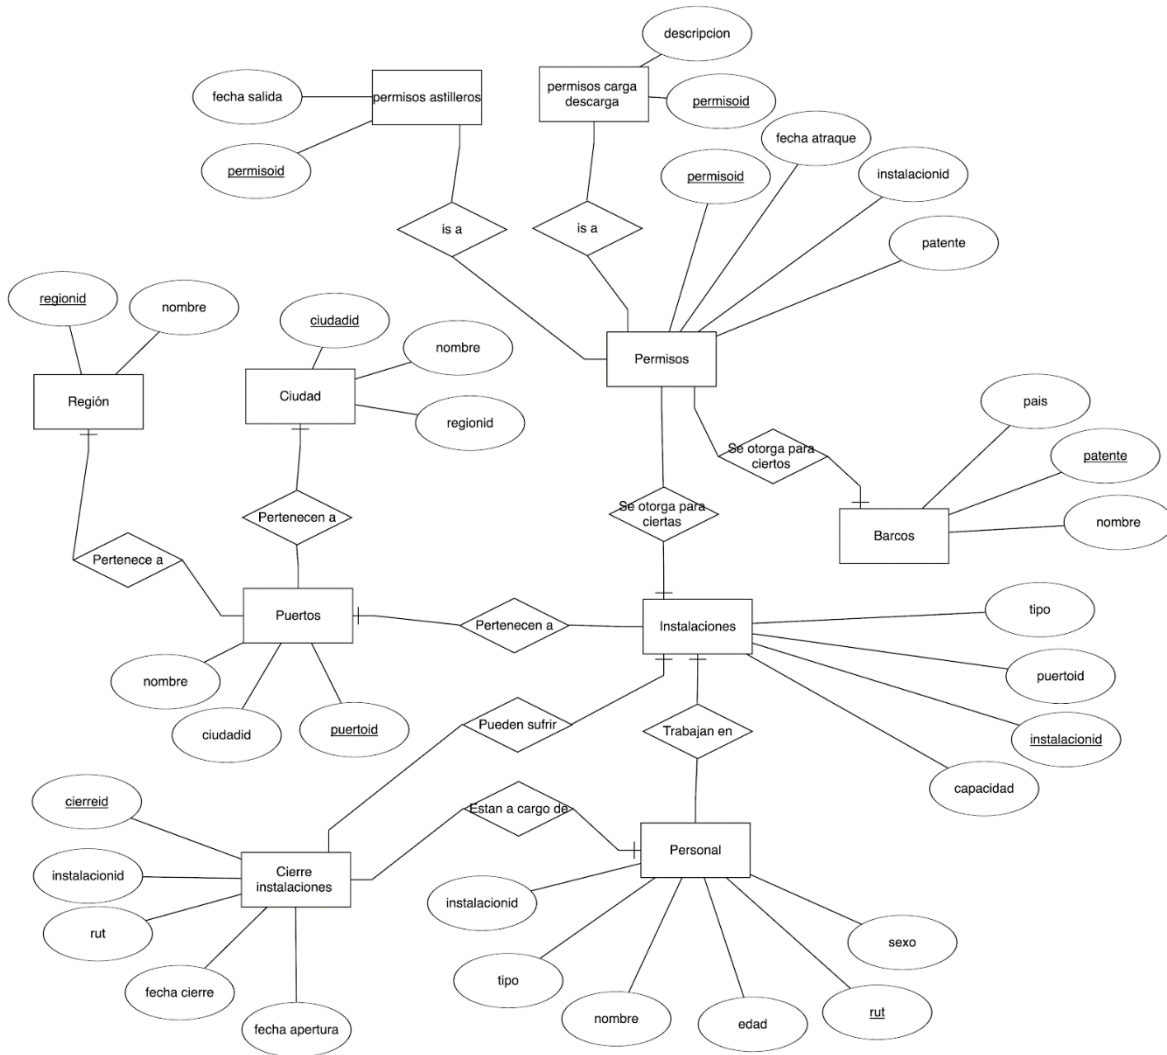 descripcion
permisos astilleros
permisos carga
descarga
fecha salida
permisoid
permisoid
fecha atraque
permisoid
instalacionid
is a
is a
patente
regionid
nombre
ciudadid
nombre
Permisos
Región
Ciudad
regionid
pais
Se otorga para
ciertos
patente
Se otorga para
ciertas
Pertenecen a
nombre
Barcos
Pertenece a
Puertos
Pertenecen a
Instalaciones
tipo
nombre
puertoid
ciudadid
puertoid
Pueden sufrir
Trabajan en
instalacionid
capacidad
cierreid
Estan a cargo de
Personal
Cierre
instalaciones
instalacionid
instalacionid
rut
sexo
tipo
fecha cierre
nombre
edad
rut
fecha apertura